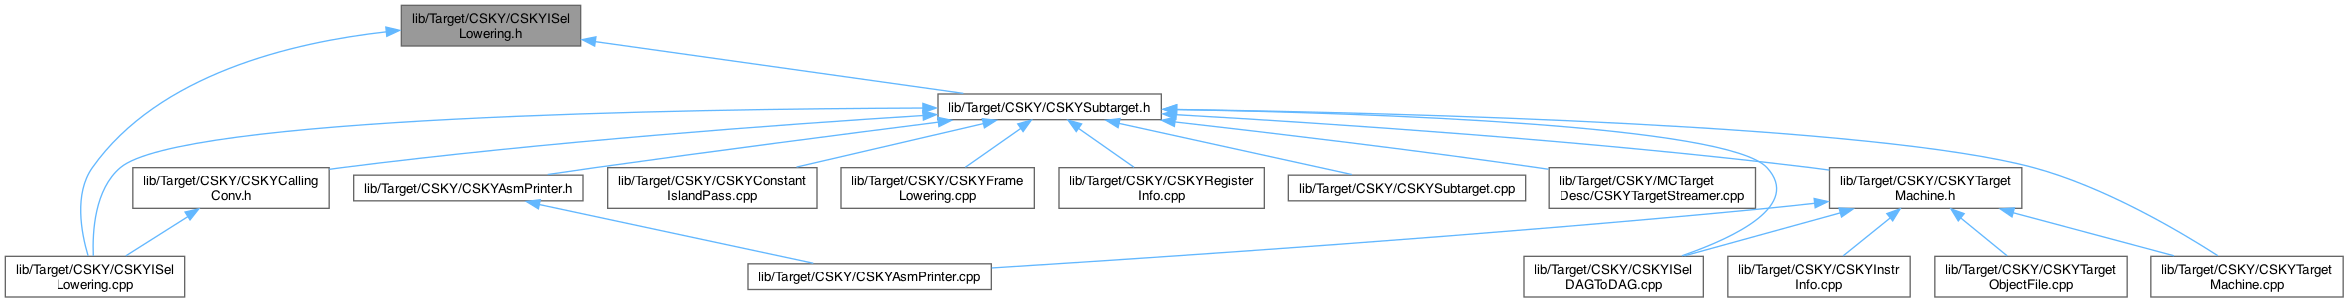 lib/Target/CSKY/CSKYISel
Lowering.h
lib/Target/CSKY/CSKYSubtarget.h
lib/Target/CSKY/CSKYCalling
Conv.h
lib/Target/CSKY/CSKYAsmPrinter.h
lib/Target/CSKY/CSKYConstant
IslandPass.cpp
lib/Target/CSKY/CSKYFrame
Lowering.cpp
lib/Target/CSKY/CSKYRegister
Info.cpp
lib/Target/CSKY/CSKYSubtarget.cpp
lib/Target/CSKY/MCTarget
Desc/CSKYTargetStreamer.cpp
lib/Target/CSKY/CSKYTarget
Machine.h
lib/Target/CSKY/CSKYISel
Lowering.cpp
lib/Target/CSKY/CSKYAsmPrinter.cpp
lib/Target/CSKY/CSKYISel
DAGToDAG.cpp
lib/Target/CSKY/CSKYInstr
Info.cpp
lib/Target/CSKY/CSKYTarget
ObjectFile.cpp
lib/Target/CSKY/CSKYTarget
Machine.cpp